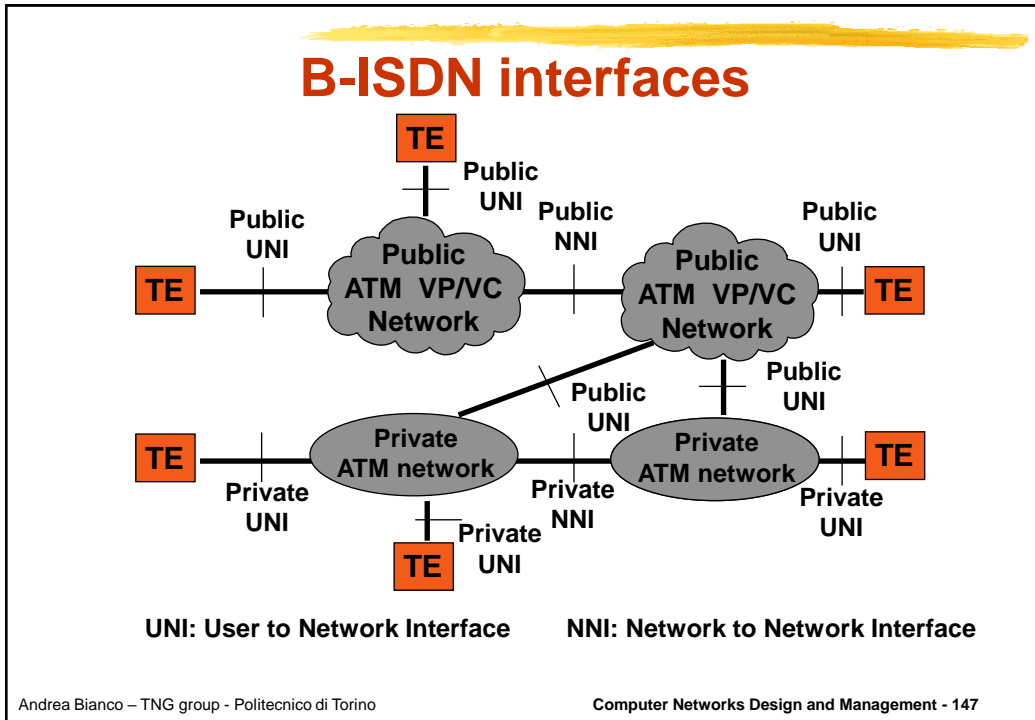 B-ISDN interfaces
TE
Public
UNI
Public
UNI
Public
NNI
Public
UNI
TE
Public
ATM VP/VC
Network
Public
ATM VP/VC
Network
TE
Public
UNI
Public
UNI
TE
Private
ATM network
Private
ATM network
TE
Private
UNI
Private
NNI
Private
UNI
TE
Private
UNI
UNI: User to Network Interface
NNI: Network to Network Interface
Andrea Bianco – TNG group - Politecnico di Torino
Computer Networks Design and Management - 147